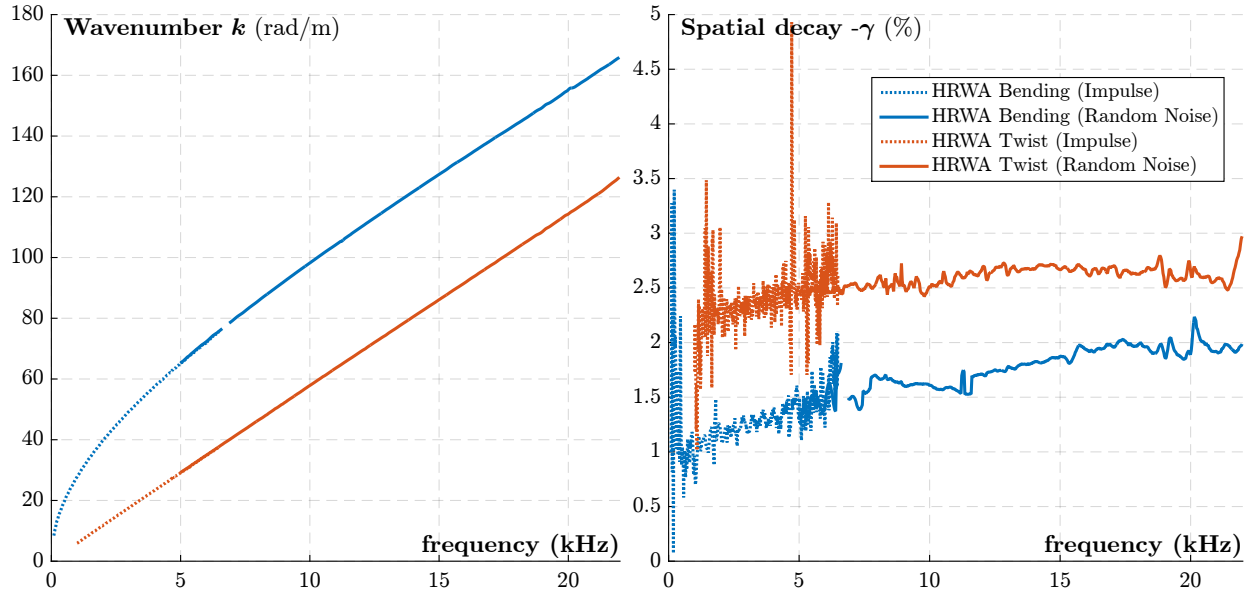 Wavenumber k (rad/m)
180
160
140
120
100
80
60
40
20
0
0 5 10 15 20
frequency (kHz)
Spatial decay -γ (%)
5
4.5
4
3.5
3
2.5
2
1.5
1
0.5
0
0 5 10 15 20
frequency (kHz)
HRWA Bending (Impulse)
HRWA Bending (Random Noise)
HRWA Twist (Impulse)
HRWA Twist (Random Noise)